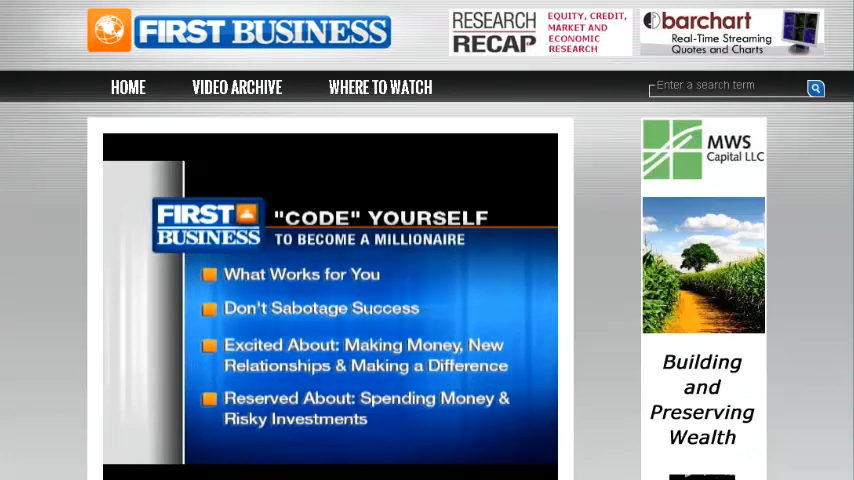 FIRST BUSINESS
RESEARCH
RECAP
EQUITY, CREDIT,
MARKET AND
ECONOMIC
RESEARCH
barchart
Real-Time Streaming
Quotes and Charts
HOME
VIDEO ARCHIVE
WHERE TO WATCH
Enter a search term
MWS
Capital LLC
FIRST
BUSINESS
"CODE" YOURSELF
TO BECOME A MILLIONAIRE
What Works for You
Don't Sabotage Success
Excited About: Making Money, New
Relationships & Making a Difference
Reserved About: Spending Money &
Risky Investments
Building
and
Preserving
Wealth